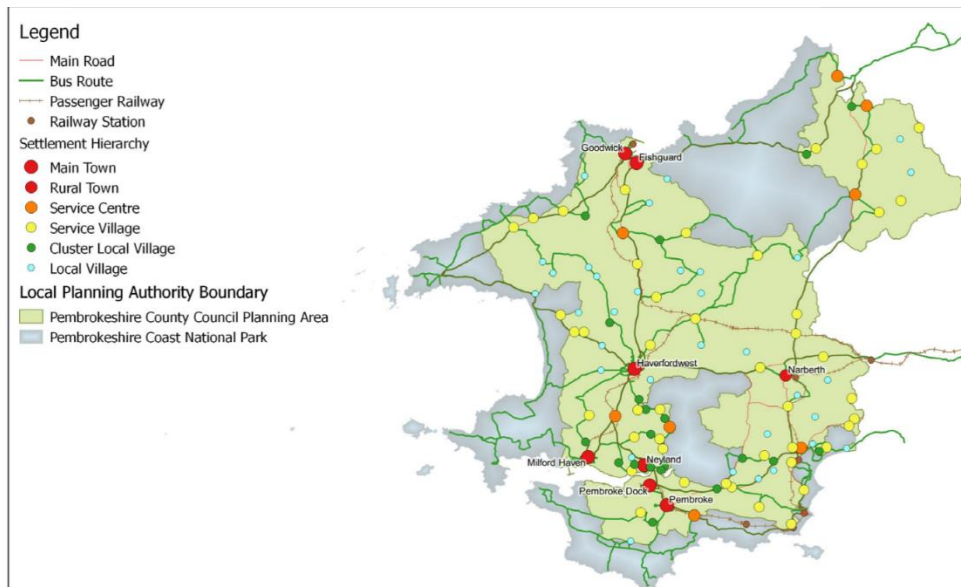 Legend
Main Road
Bus Route
Passenger Railway
Railway Station
Settlement Hierarchy
Main Town
Rural Town
Service Centre
Service Village
Cluster Local Village
Local Village
Local Planning Authority Boundary
Pembrokeshire County Council Planning Area
Pembrokeshire Coast National Park
Goodwick
Fishguard
Haverfordwest
Narberth
Milford Haven
Neyland
Pembroke Dock
Pembroke